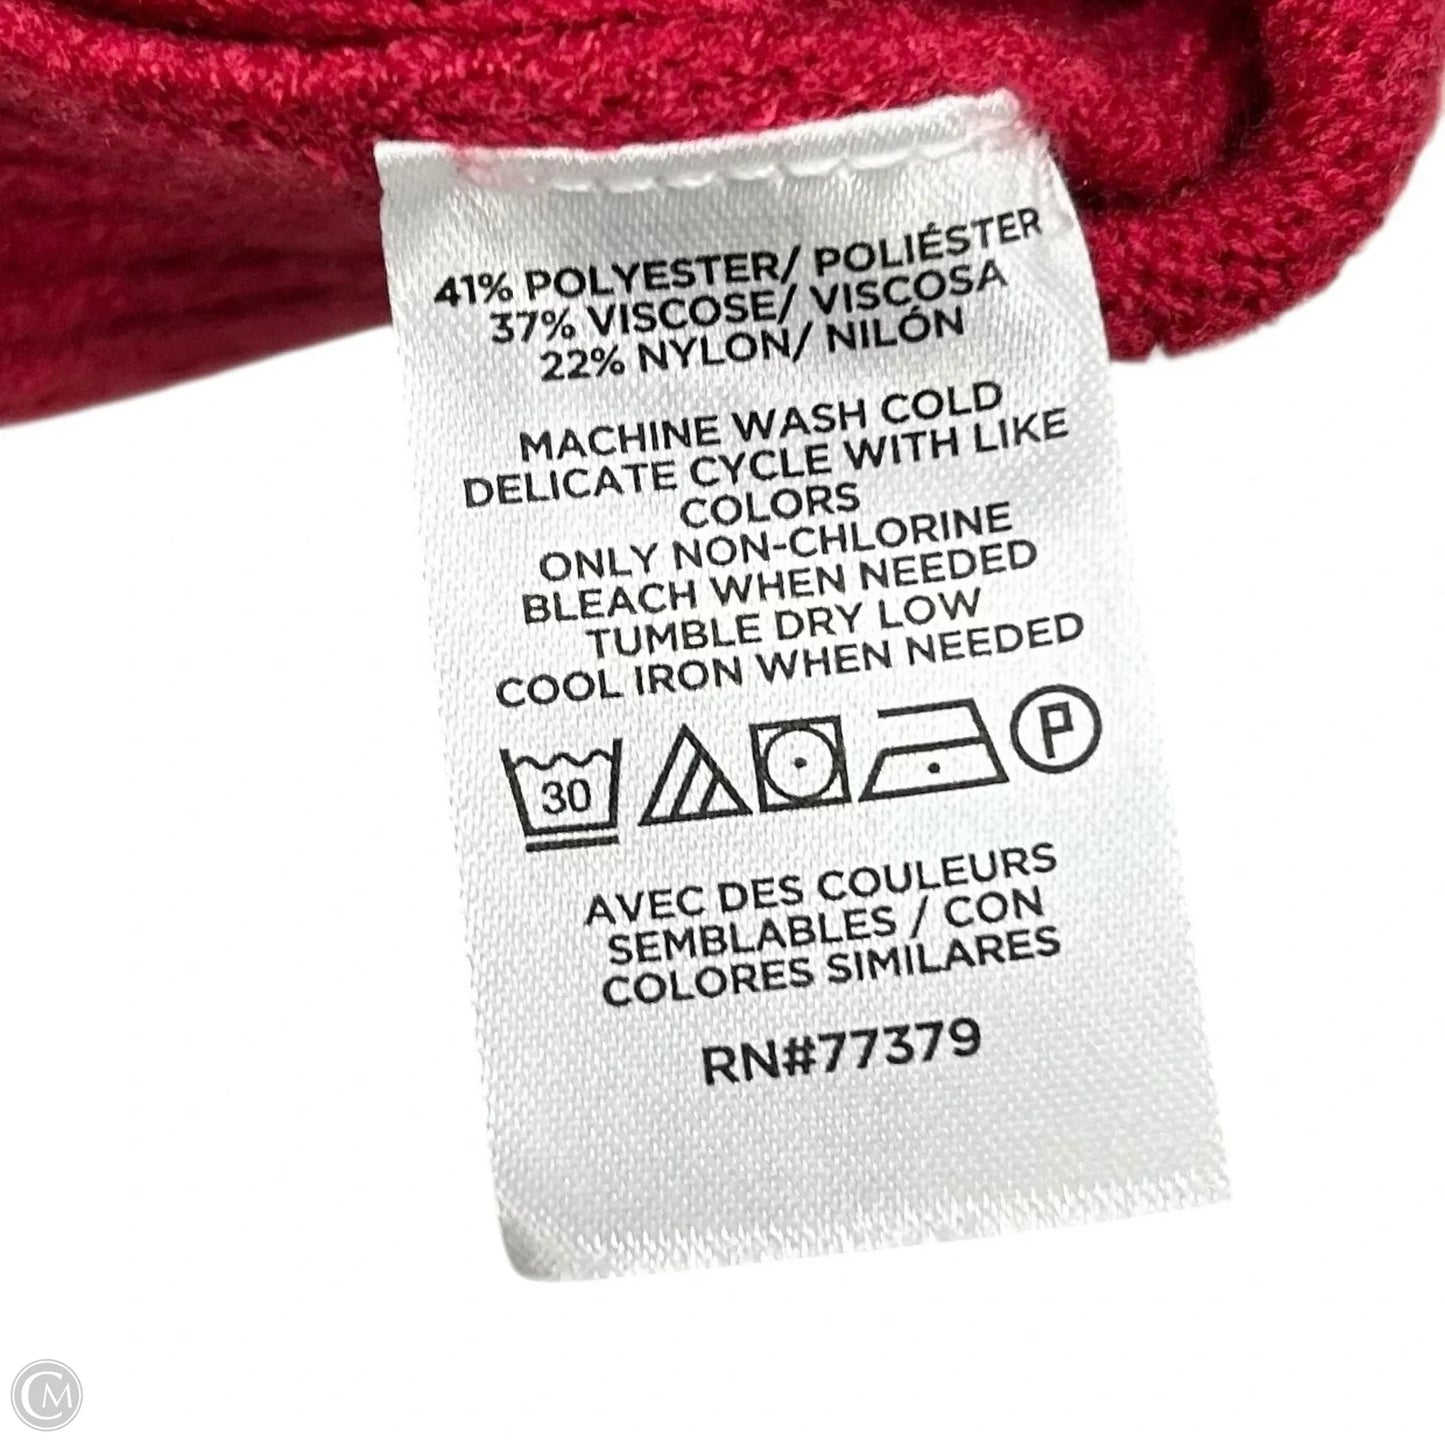 41% POLYESTER/ POLIÉSTER
37% VISCOSE/ VISCOSA
22% NYLON/ NILÓN
MACHINE WASH COLD
DELICATE CYCLE WITH LIKE
COLORS
ONLY NON-CHLORINE
BLEACH WHEN NEEDED
TUMBLE DRY LOW
COOL IRON WHEN NEEDED
30 P
AVEC DES COULEURS
SEMBLABLES / CON
COLORES SIMILARES
RN#77379
CM